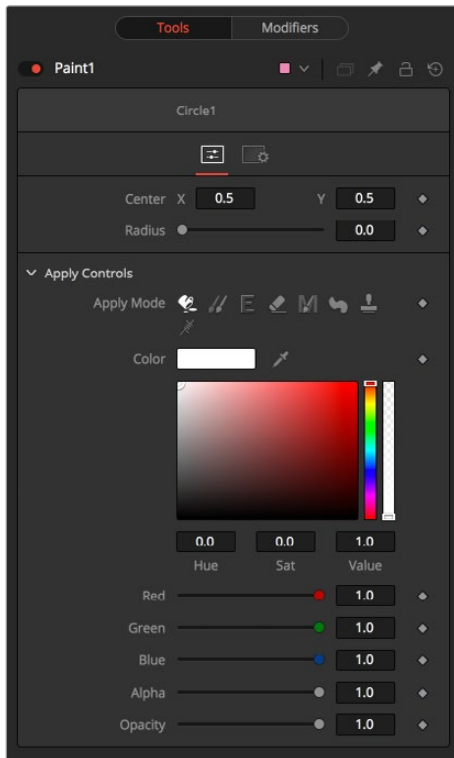 Tools Modifiers
Paint1
Circle1
Center X 0.5 Y 0.5
Radius 0.0
Apply Controls
Apply Mode
Color
0.0 0.0 1.0
Hue Sat Value
Red 1.0
Green 1.0
Blue 1.0
Alpha 1.0
Opacity 1.0